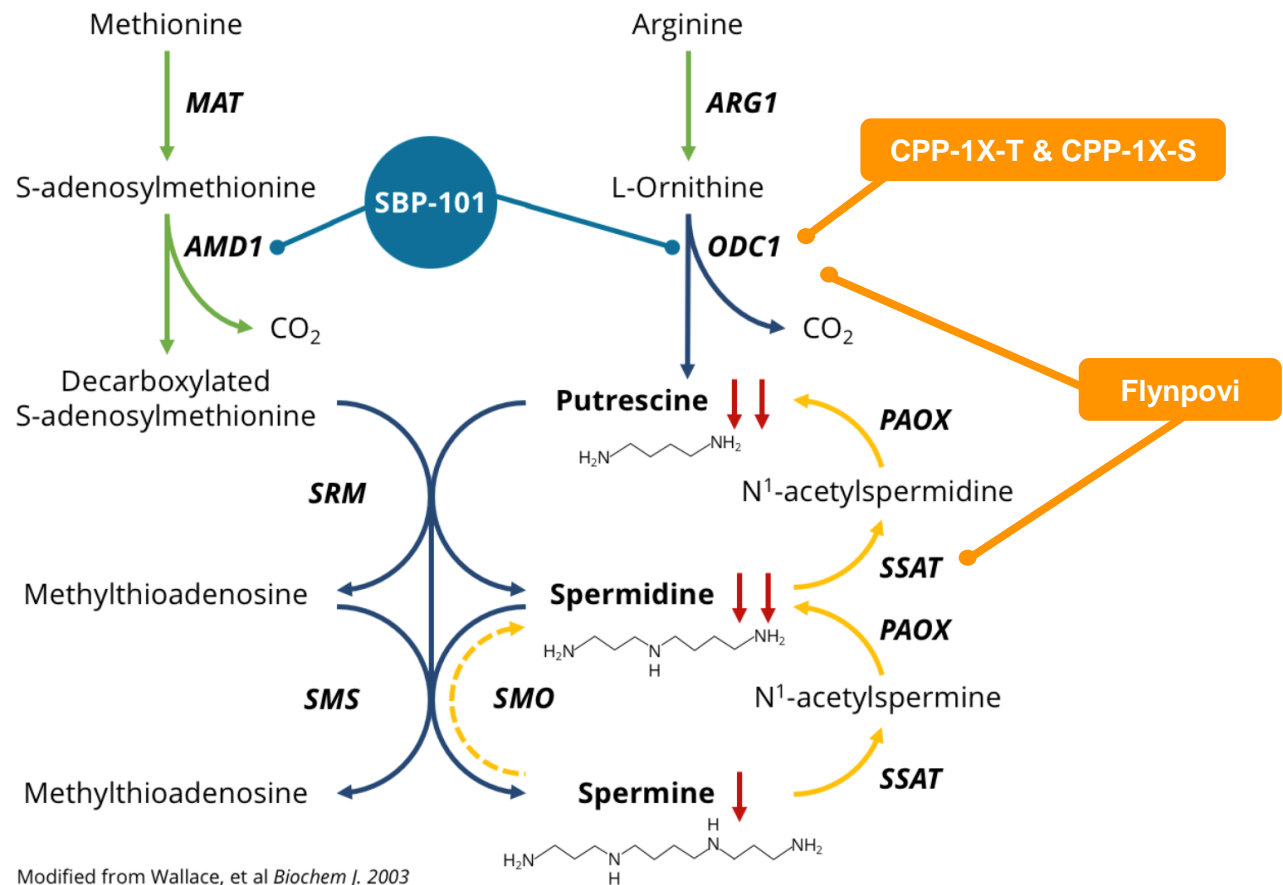 Methionine
Arginine
MAT
ARG1
CPP-1X-T & CPP-1X-S
S-adenosylmethionine
SBP-101
L-Ornithine
AMD1
ODC1
CO₂
CO₂
Decarboxylated
S-adenosylmethionine
Putrescine
Flynpovi
PAOX
H₂N
NH₂
SRM
N¹-acetylspermidine
SSAT
Methylthioadenosine
Spermidine
PAOX
H₂N
N
H
NH₂
SMS
SMO
N¹-acetylspermine
SSAT
Methylthioadenosine
Spermine
H
H₂N
N
H
N
NH₂
Modified from Wallace, et al Biochem J. 2003